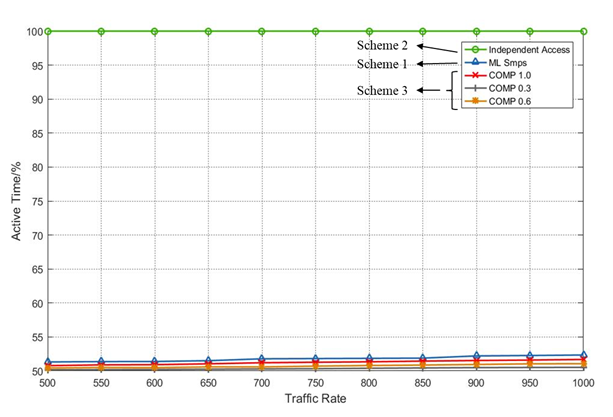 100
95
90
85
80
75
70
65
60
55
50
Active Time/%
500 550 600 650 700 750 800 850 900 950 1000
Traffic Rate
Scheme 2
Scheme 1
Scheme 3
Independent Access
ML Smps
COMP 1.0
COMP 0.3
COMP 0.6